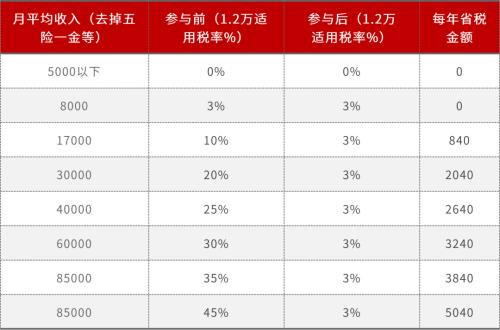 月平均收入（去掉五 参与前（1.2万适 参与后（1.2万 每年省税
险一金等） 用税率%） 适用税率%） 金额
5000以下 0% 0% 0
8000 3% 3% 0
17000 10% 3% 840
30000 20% 3% 2040
40000 25% 3% 2640
60000 30% 3% 3240
85000 35% 3% 3840
85000 45% 3% 5040